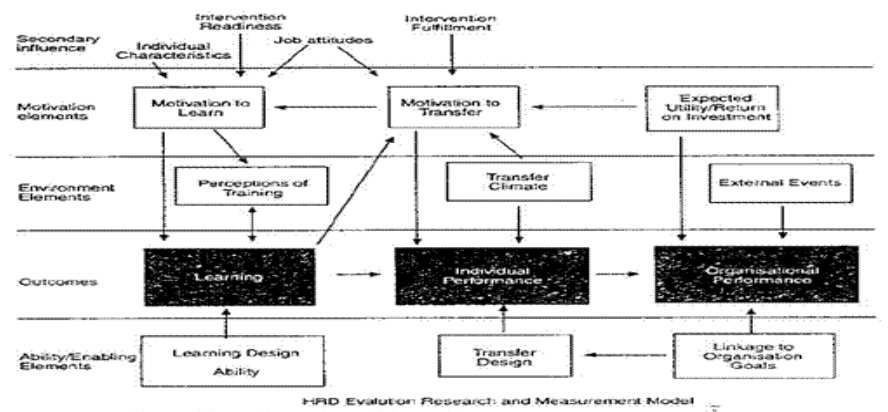 Secondary
influence
Individual
Characteristics
Intervention
Readiness
Job attitudes
Intervention
Fulfillment
Motivation
elements
Motivation to
Learn
Motivation to
Transfer
Expected
Utility/Return
on Investment
Environment
Elements
Perceptions of
Training
Transfer
Climate
External Events
Outcomes
Learning
Individual
Performance
Organisational
Performance
Ability/Enabling
Elements
Learning Design
Ability
Transfer
Design
Linkage to
Organisation
Goals
HRD Evalution Research and Measurement Model